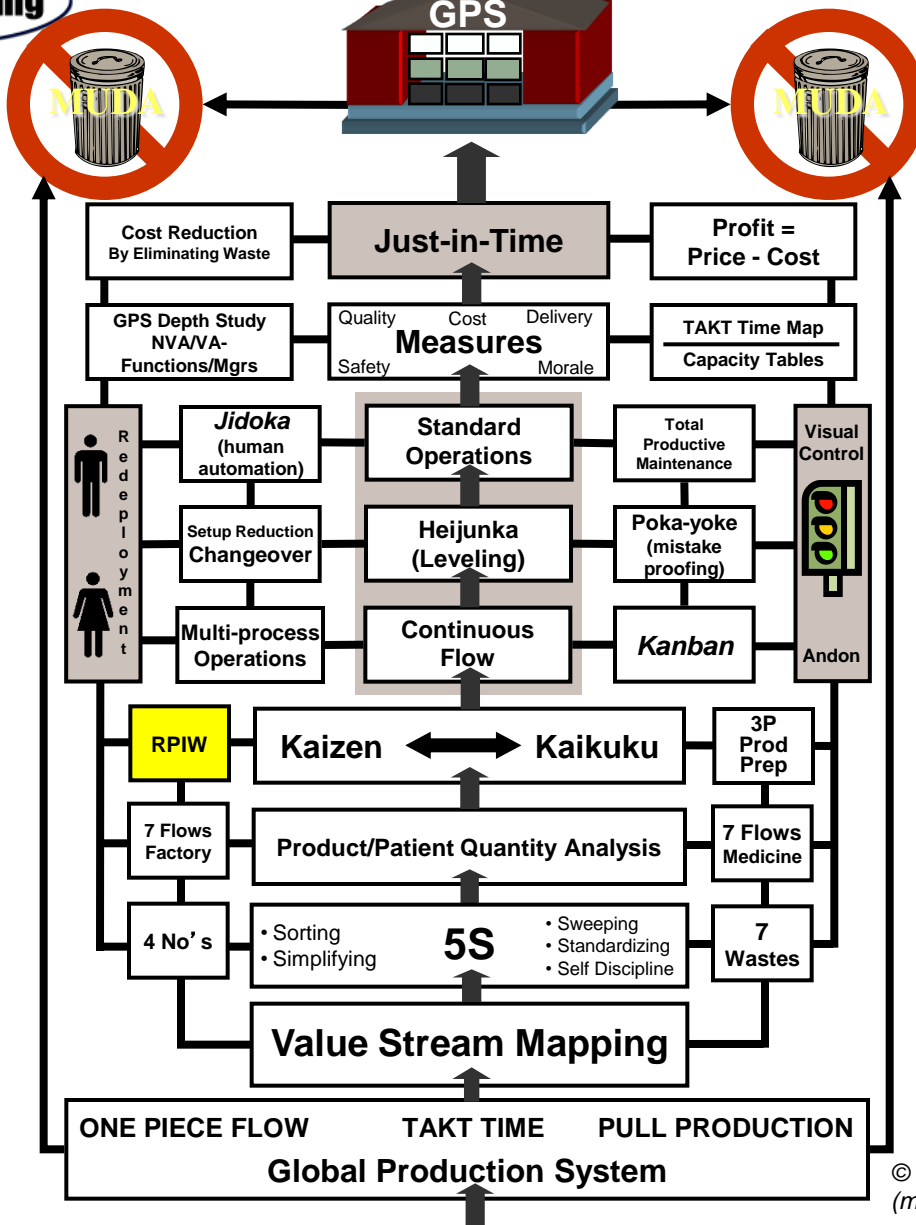 GPS
MUDA
MUDA
Cost Reduction
By Eliminating Waste
Just-in-Time
Profit =
Price - Cost
GPS Depth Study
NVA/VA-
Functions/Mgrs
Quality Cost Delivery
Measures
Safety Morale
TAKT Time Map
Capacity Tables
Redeployment
Jidoka
(human
automation)
Standard
Operations
Total
Productive
Maintenance
Visual
Control
Setup Reduction
Changeover
Heijunka
(Leveling)
Poka-yoke
(mistake
proofing)
Multi-process
Operations
Continuous
Flow
Kanban
Andon
RPIW
Kaizen Kaikuku
3P
Prod
Prep
7 Flows
Factory
Product/Patient Quantity Analysis
7 Flows
Medicine
4 No's
• Sorting
• Simplifying
5S
• Sweeping
• Standardizing
• Self Discipline
7
Wastes
Value Stream Mapping
ONE PIECE FLOW TAKT TIME PULL PRODUCTION
Global Production System
©